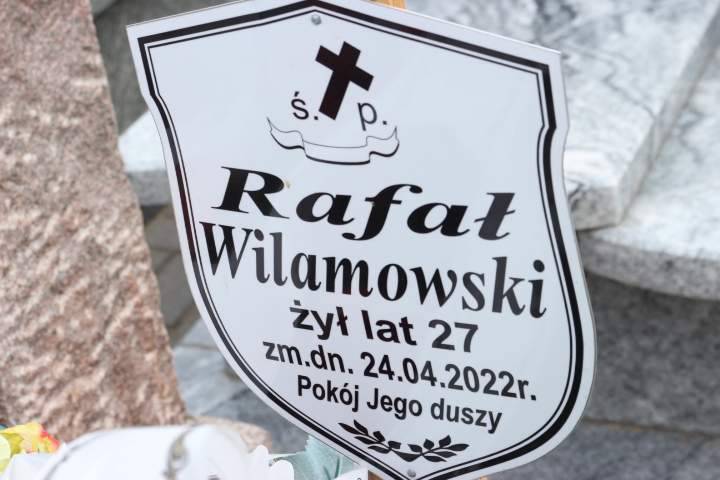 ś. p.
Rafał
Wilamowski
żył lat 27
zm.dn. 24.04.2022r.
Pokój Jego duszy